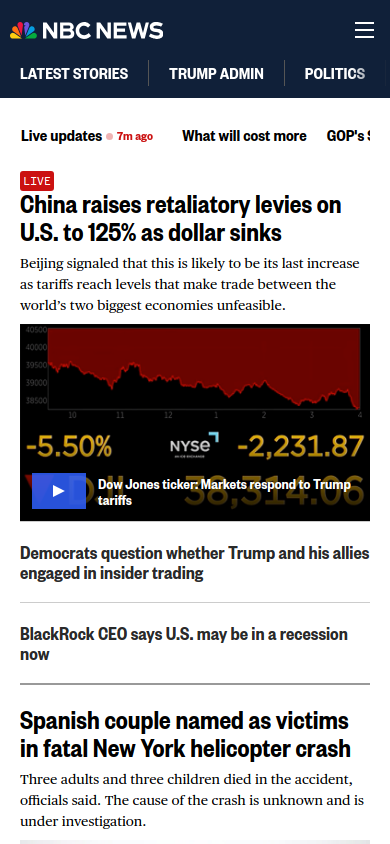 NBC NEWS
LATEST STORIES
TRUMP ADMIN
POLITICS
Live updates
7m ago
What will cost more
GOP's
LIVE
China raises retaliatory levies on
U.S. to 125% as dollar sinks
Beijing signaled that this is likely to be its last increase
as tariffs reach levels that make trade between the
world's two biggest economies unfeasible.
40500
40000
39500
39000
38500
10 11 12 1 2 3 4
-5.50% NYSE -2,231.87
38,314.06
Dow Jones ticker: Markets respond to Trump
tariffs
Democrats question whether Trump and his allies
engaged in insider trading
BlackRock CEO says U.S. may be in a recession
now
Spanish couple named as victims
in fatal New York helicopter crash
Three adults and three children died in the accident,
officials said. The cause of the crash is unknown and is
under investigation.